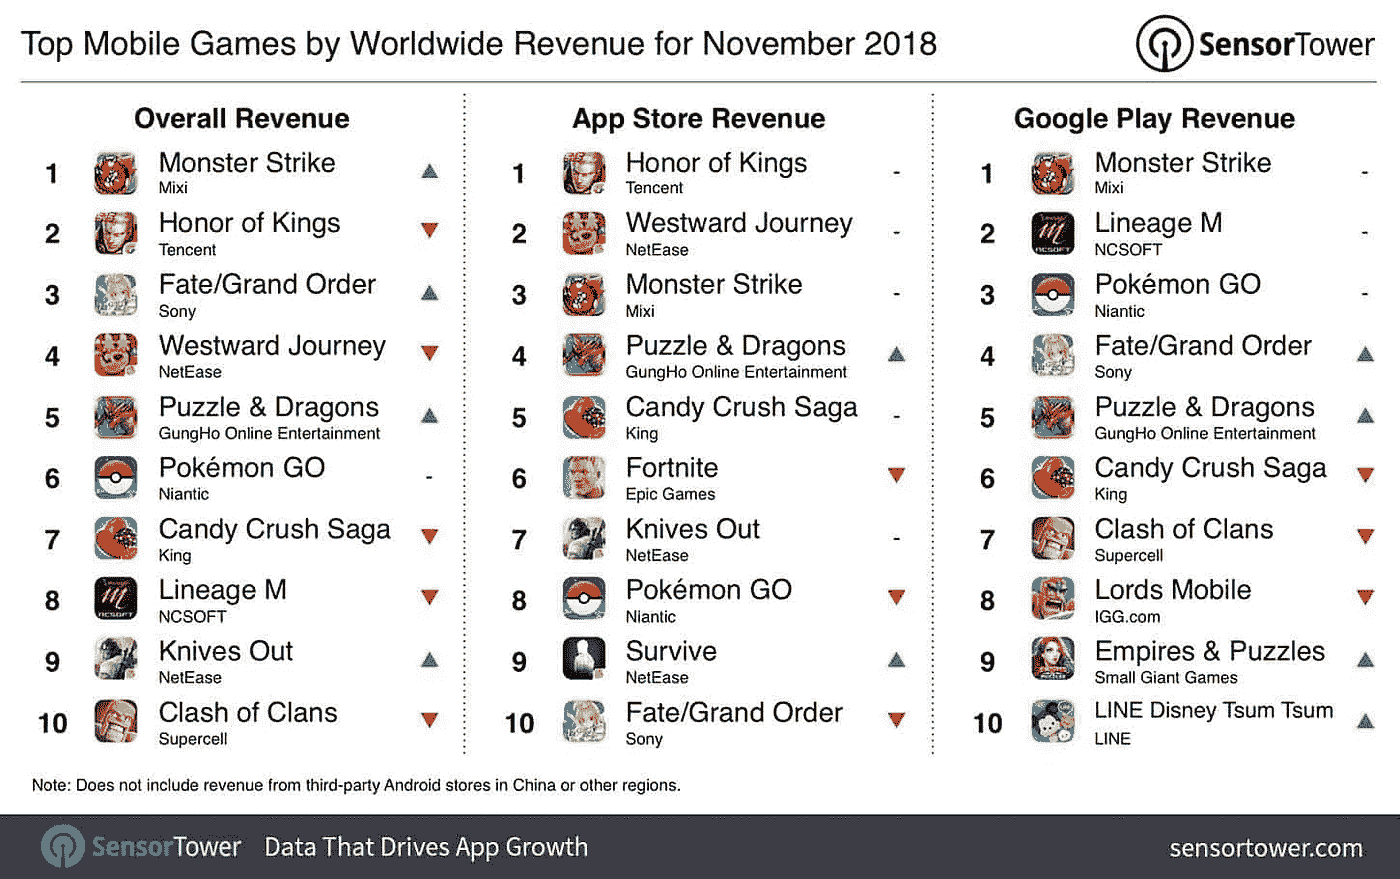 Top Mobile Games by Worldwide Revenue for November 2018
SensorTower
Overall Revenue
1
Monster Strike
Mixi
2
Honor of Kings
Tencent
3
Fate/Grand Order
Sony
4
Westward Journey
NetEase
5
Puzzle & Dragons
GungHo Online Entertainment
6
Pokémon GO
Niantic
-
7
Candy Crush Saga
King
8
Lineage M
NCSOFT
9
Knives Out
NetEase
10
Clash of Clans
Supercell
App Store Revenue
1
Honor of Kings
Tencent
-
2
Westward Journey
NetEase
-
3
Monster Strike
Mixi
-
4
Puzzle & Dragons
GungHo Online Entertainment
5
Candy Crush Saga
King
-
6
Fortnite
Epic Games
7
Knives Out
NetEase
-
8
Pokémon GO
Niantic
9
Survive
NetEase
10
Fate/Grand Order
Sony
Google Play Revenue
1
Monster Strike
Mixi
-
2
Lineage M
NCSOFT
-
3
Pokémon GO
Niantic
-
4
Fate/Grand Order
Sony
5
Puzzle & Dragons
GungHo Online Entertainment
6
Candy Crush Saga
King
7
Clash of Clans
Supercell
8
Lords Mobile
IGG.com
9
Empires & Puzzles
Small Giant Games
10
LINE Disney Tsum Tsum
LINE
Note: Does not include revenue from third-party Android stores in China or other regions.
SensorTower
Data That Drives App Growth
sensortower.com